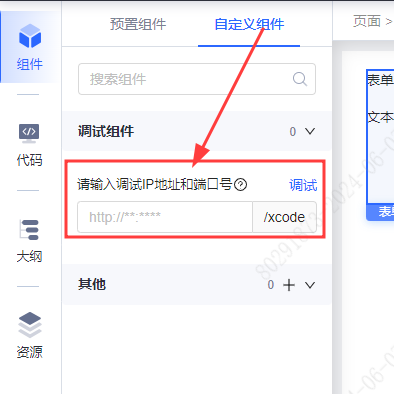 预置组件
自定义组件
页面 >
组件
搜索组件
表单
调试组件
0
文本
代码
请输入调试IP地址和端口号
调试
http://**:****
/xcode
表单
大纲
其他
0
资源